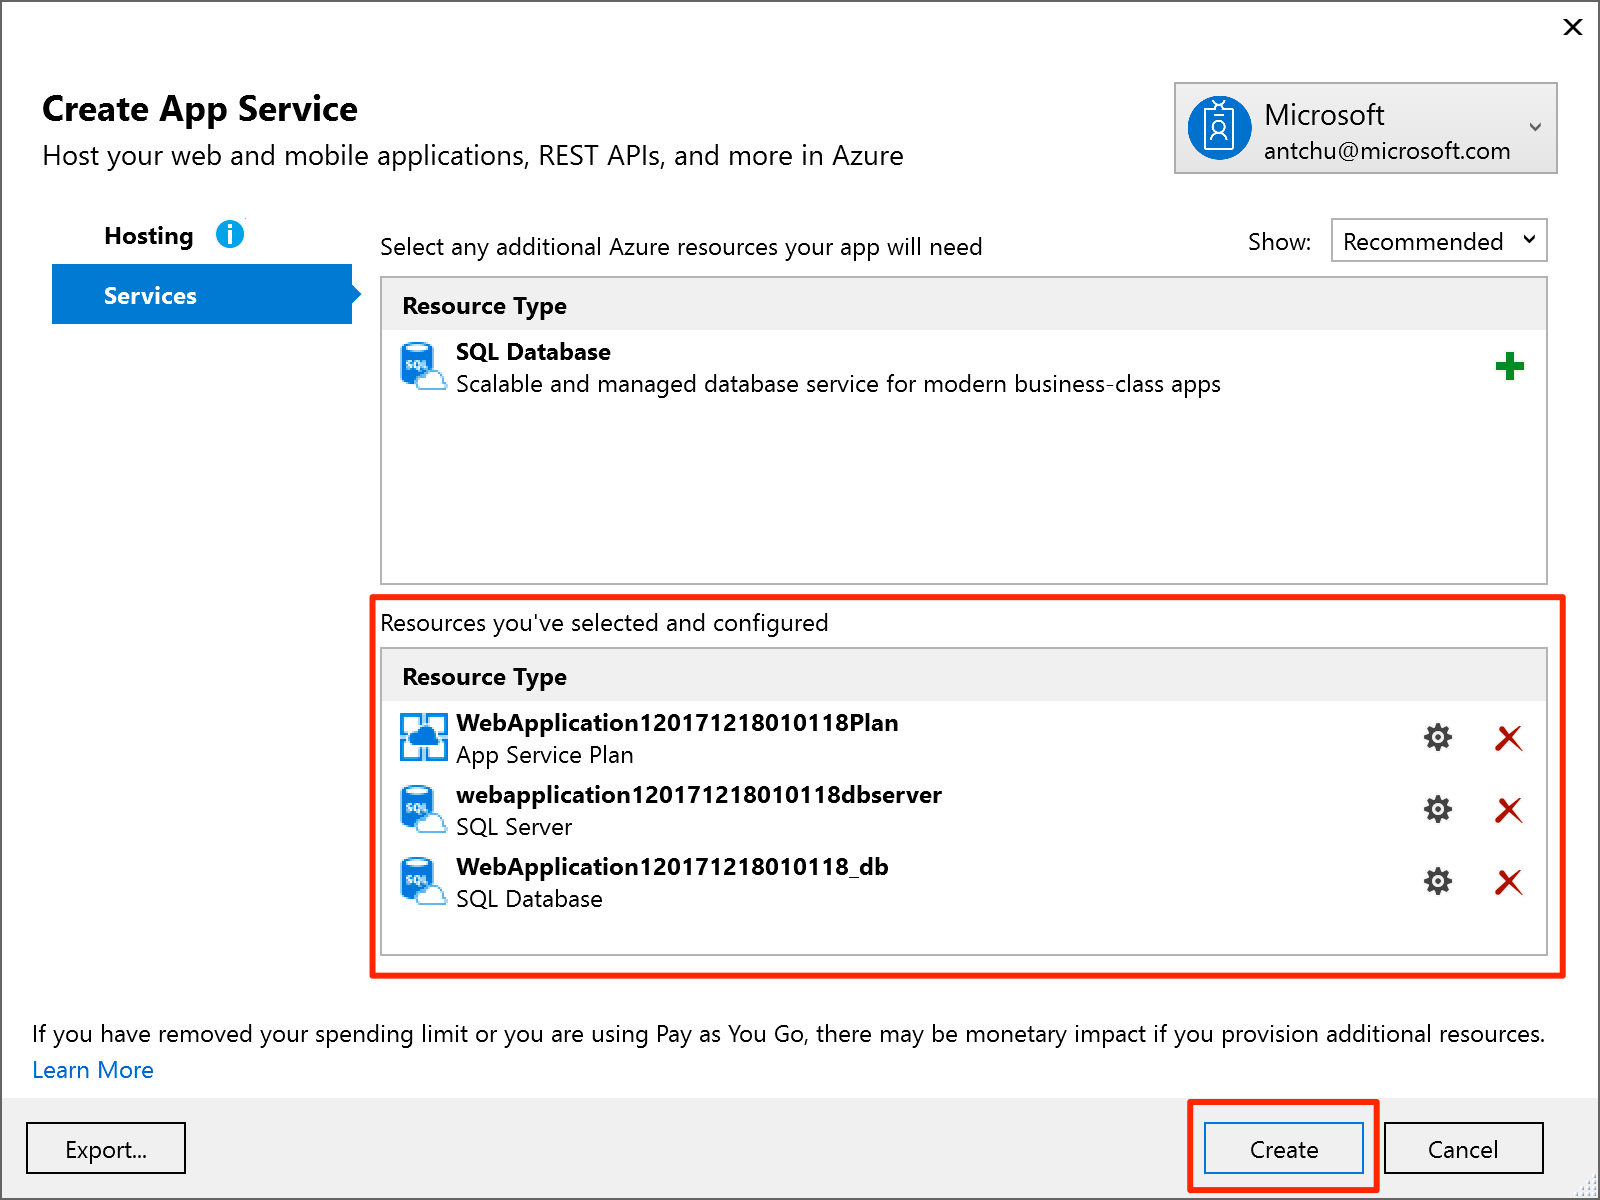 Create App Service
Host your web and mobile applications, REST APIs, and more in Azure
Microsoft
antchu@microsoft.com
Hosting
Services
Select any additional Azure resources your app will need
Show: Recommended
Resource Type
SQL Database
Scalable and managed database service for modern business-class apps
Resources you've selected and configured
Resource Type
WebApplication120171218010118Plan
App Service Plan
webapplication120171218010118dbserver
SQL Server
WebApplication120171218010118_db
SQL Database
If you have removed your spending limit or you are using Pay as You Go, there may be monetary impact if you provision additional resources.
Learn More
Export...
Create
Cancel